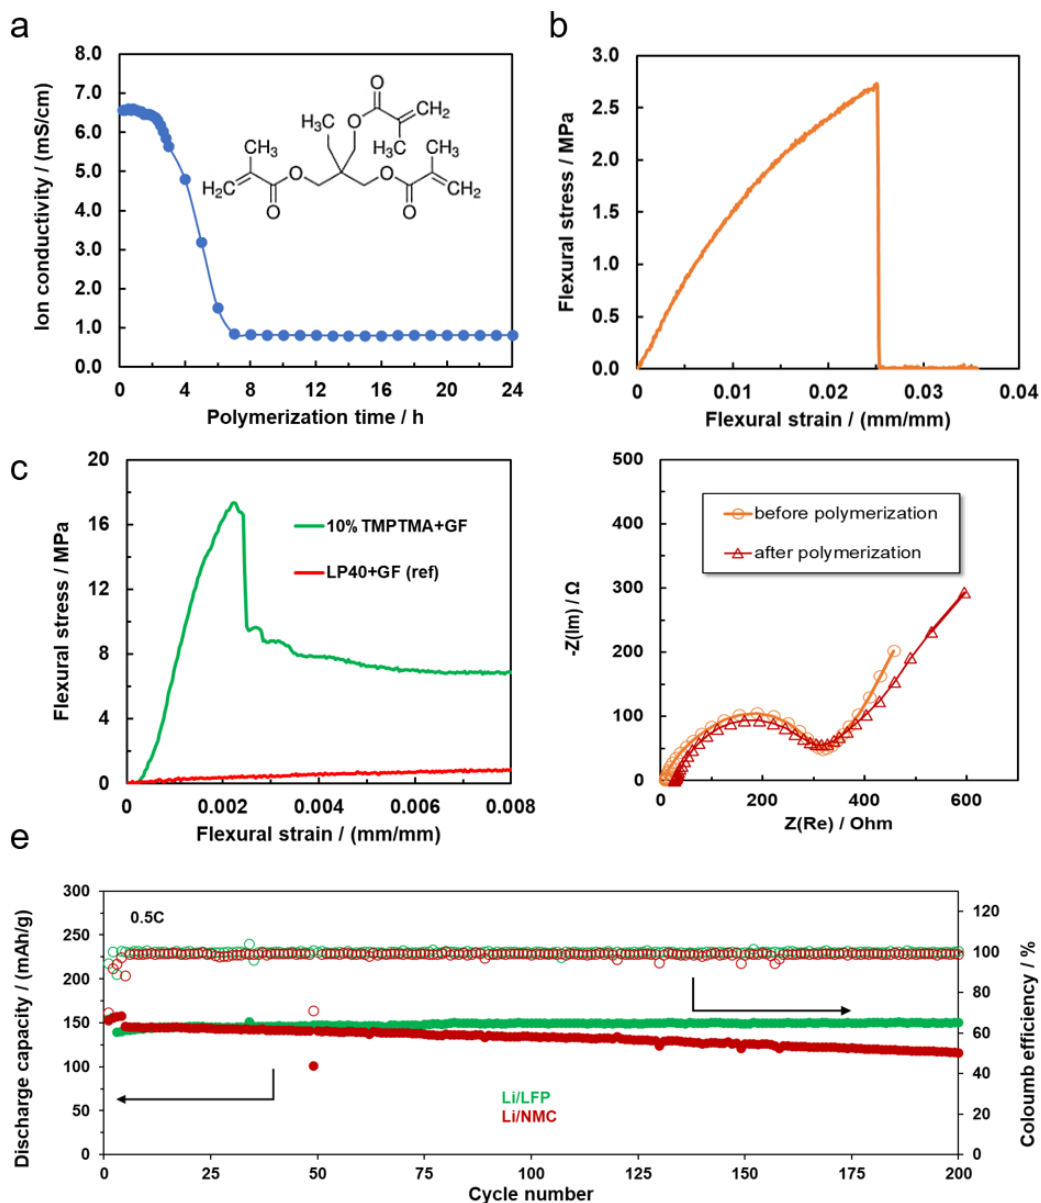 a
8.0
7.0
6.0
5.0
4.0
3.0
2.0
1.0
0.0
0 4 8 12 16 20 24
Ion conductivity / (mS/cm)
Polymerization time / h
O
CH2
H3C
O
CH3
CH3
CH3
H2C
O
O
CH2
O
O
b
3.0
2.5
2.0
1.5
1.0
0.5
0.0
0 0.01 0.02 0.03 0.04
Flexural stress / MPa
Flexural strain / (mm/mm)
c
20
16
12
8
4
0
0 0.002 0.004 0.006 0.008
Flexural stress / MPa
Flexural strain / (mm/mm)
10% TMPTMA+GF
LP40+GF (ref)
500
400
300
200
100
0
0 200 400 600
-Z(Im) / Ω
Z(Re) / Ohm
before polymerization
after polymerization
e
300
275
250
225
200
175
150
125
100
75
50
25
0
0 25 50 75 100 125 150 175 200
120
100
80
60
40
20
0
Discharge capacity / (mAh/g)
Coloumb efficiency / %
Cycle number
0.5C
Li/LFP
Li/NMC